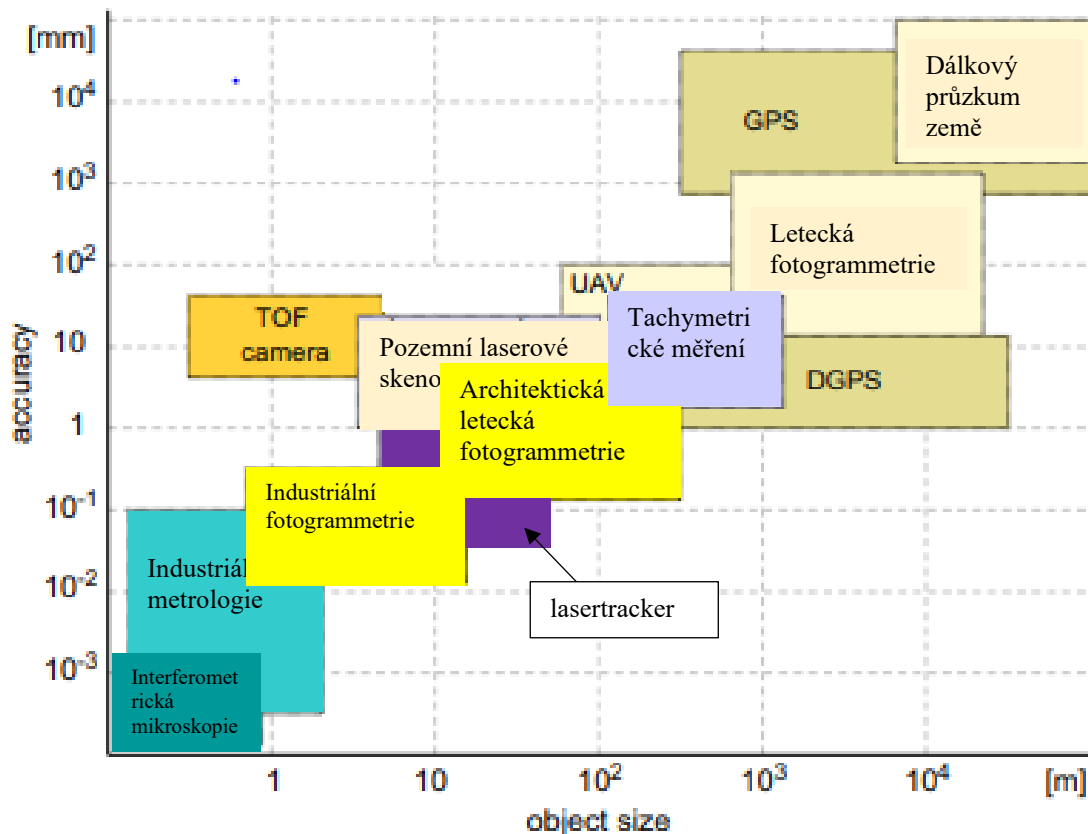 [mm]
10⁴
10³
10²
10
1
10⁻¹
10⁻²
10⁻³
accuracy
Dálkový
průzkum
země
GPS
Letecká
fotogrammetrie
UAV
TOF
camera
Tachymetri
cké měření
Pozemní laserové
skeno
DGPS
Architektická
letecká
fotogrammetrie
Industriální
fotogrammetrie
Industriál
metrologie
lasertracker
Interferomet
rická
mikroskopie
1
10
10²
10³
10⁴
[m]
object size